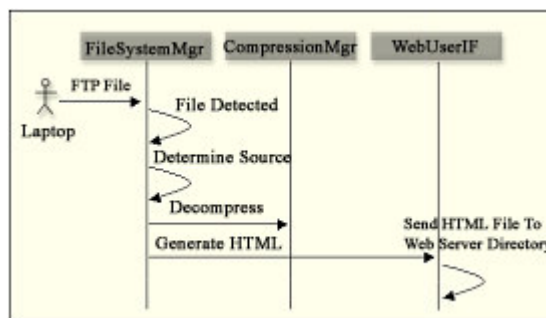 FileSystemMgr CompressionMgr WebUserIF
FTP File
Laptop
File Detected
Determine Source
Decompress
Generate HTML
Send HTML File To
Web Server Directory